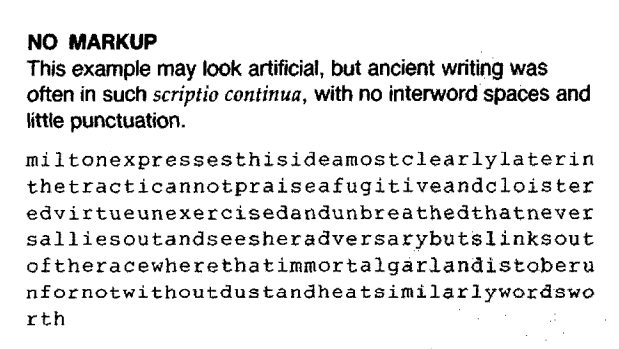 NO MARKUP
This example may look artificial, but ancient writing was
often in such scriptio continua, with no interword spaces and
little punctuation.
miltonexpressesthisideamostclearlylaterin
thetracticannotpraiseafugitiveandcloister
edvirtueunexercisedandunbreathedthatnever
salliesoutandseesheradversarybutslinksout
oftheracewherethatimmortalgarlandistoberu
nfornotwithoutdustandheatsimilarlywordswo
rth